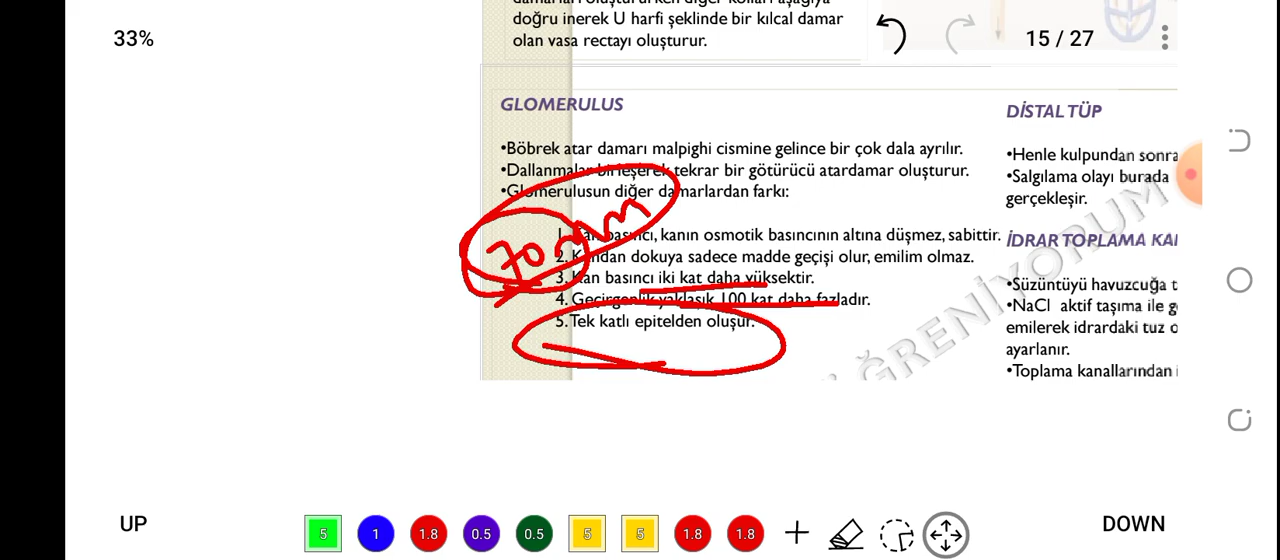 33%
damarları oluştururken diğer kolları aşağıya
doğru inerek U harfi şeklinde bir kılcal damar
olan vasa rectayı oluşturur.
15 / 27
GLOMERULUS
•Böbrek atar damarı malpighi cismine gelince bir çok dala ayrılır.
•Dallanmalar birleşerek tekrar bir götürücü atardamar oluşturur.
•Glomerulusun diğer damarlardan farkı:
1. Kan basıncı, kanın osmotik basıncının altına düşmez, sabittir.
2. Kandan dokuya sadece madde geçişi olur, emilim olmaz.
3. Kan basıncı iki kat daha yüksektir.
4. Geçirgenlik yaklaşık 100 kat daha fazladır.
5. Tek katlı epitelden oluşur.
70 mm
DİSTAL TÜP
•Henle kulpundan sonra
•Salgılama olayı burada
gerçekleşir.
İDRAR TOPLAMA KA
•Süzüntüyü havuzcuğa t
•NaCl aktif taşıma ile g
emilerek idrardaki tuz o
ayarlanır.
•Toplama kanallarından i
ĞRENİYORUM
UP
5 1 1.8 0.5 0.5 5 5 1.8 1.8
DOWN